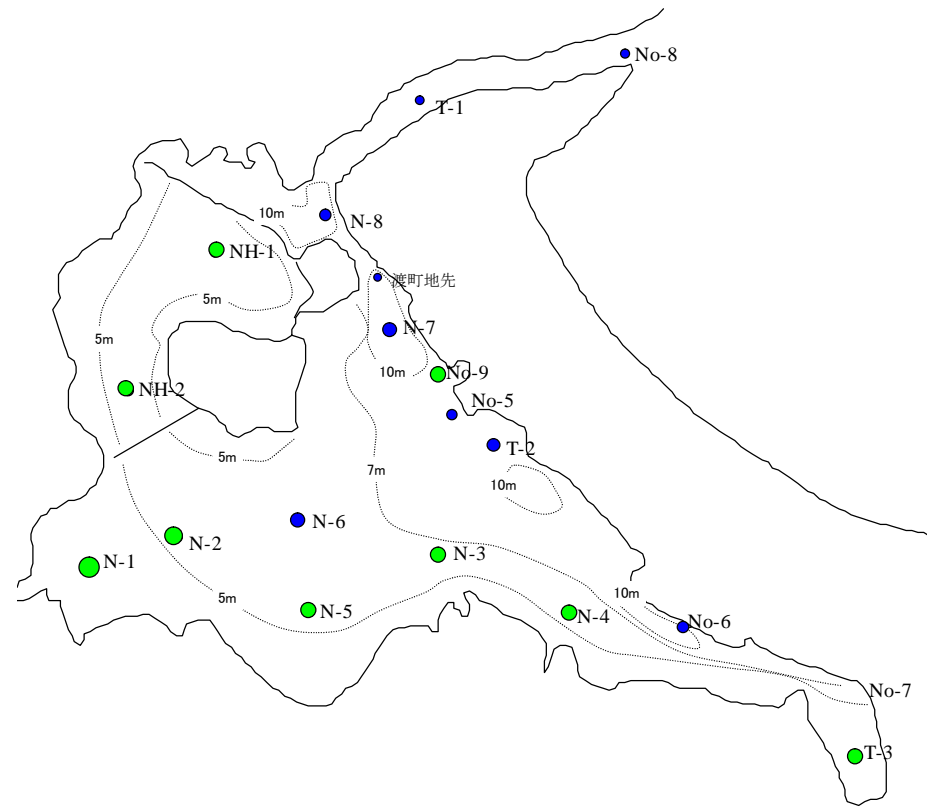 No-8
T-1
10m
N-8
NH-1
渡町地先
5m
N-7
5m
10m
No-9
NH-2
No-5
T-2
5m
7m
10m
N-6
N-2
N-3
N-1
10m
5m
N-5
N-4
No-6
No-7
T-3